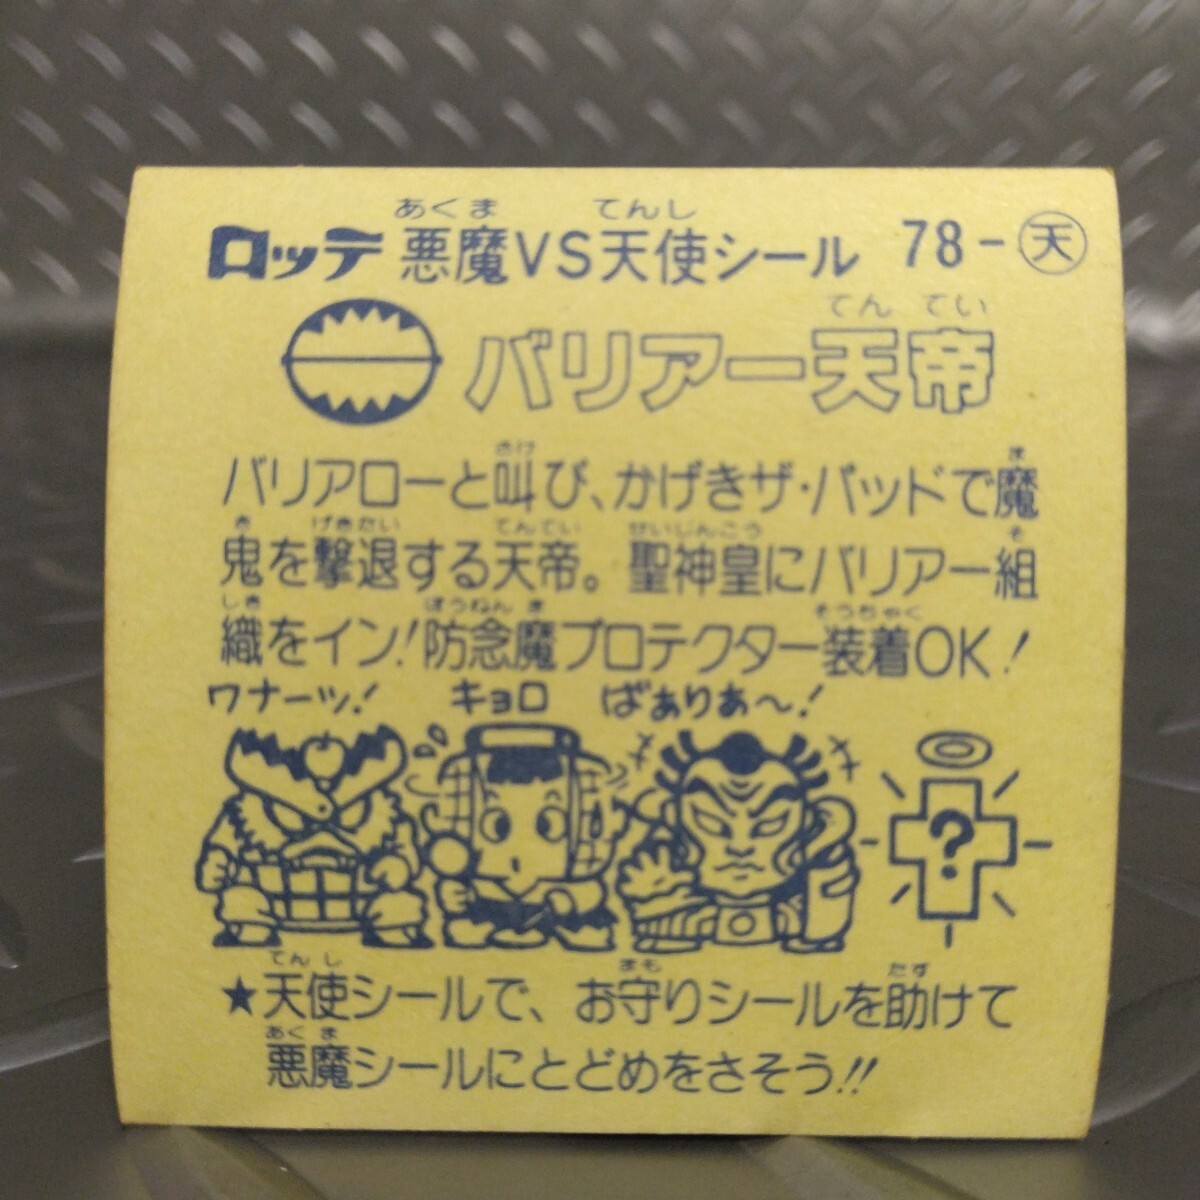 あくま てんし
ロッテ 悪魔VS天使シール 78-天
てんてい
バリアー天帝
さけ ま
バリアローと叫び、かげきザ・バッドで魔
き げきたい てんてい せいじんこう そ
鬼を撃退する天帝。聖神皇にバリアー組
しき ぼうねんま そうちゃく
織をイン!防念魔プロテクター装着OK!
ワナーッ! キョロ ばぁりあ〜!
?
てんし まも たす
★天使シールで、お守りシールを助けて
あくま
悪魔シールにとどめをさそう!!